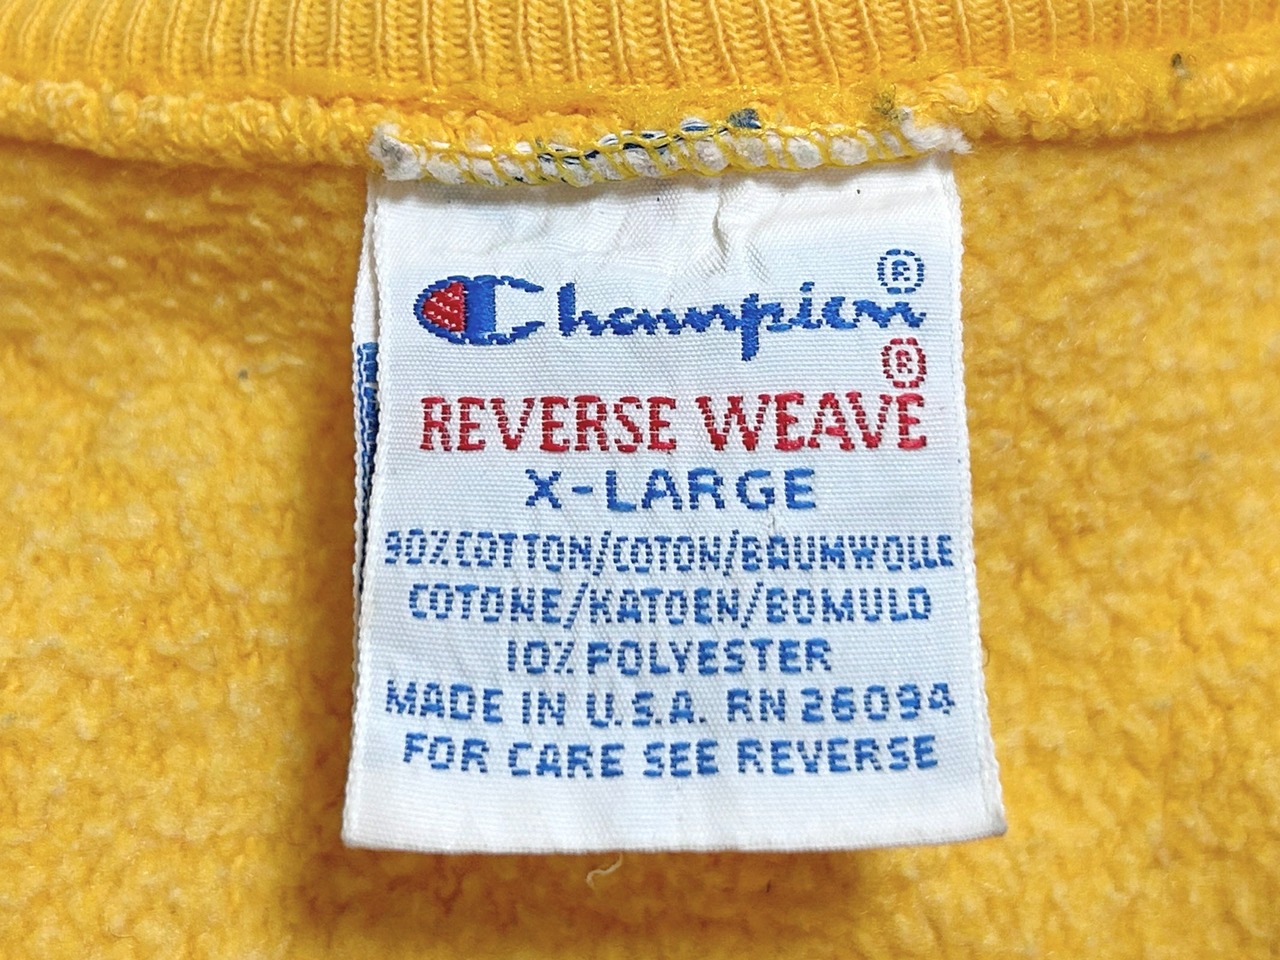 Champion®
REVERSE WEAVE®
X-LARGE
90% COTTON/COTON/BAUMWOLLE
COTONE/KATOEN/BOMULD
10% POLYESTER
MADE IN U.S.A. RN 26094
FOR CARE SEE REVERSE